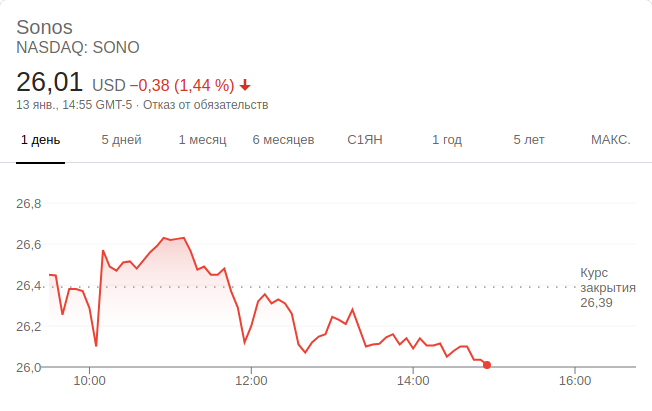 Sonos
NASDAQ: SONO
26,01 USD −0,38 (1,44 %) ↓
13 янв., 14:55 GMT-5 · Отказ от обязательств
1 день 5 дней 1 месяц 6 месяцев С1ЯН 1 год 5 лет МАКС.
26,8
26,6
26,4
26,2
26,0
Курс
закрытия
26,39
10:00 12:00 14:00 16:00